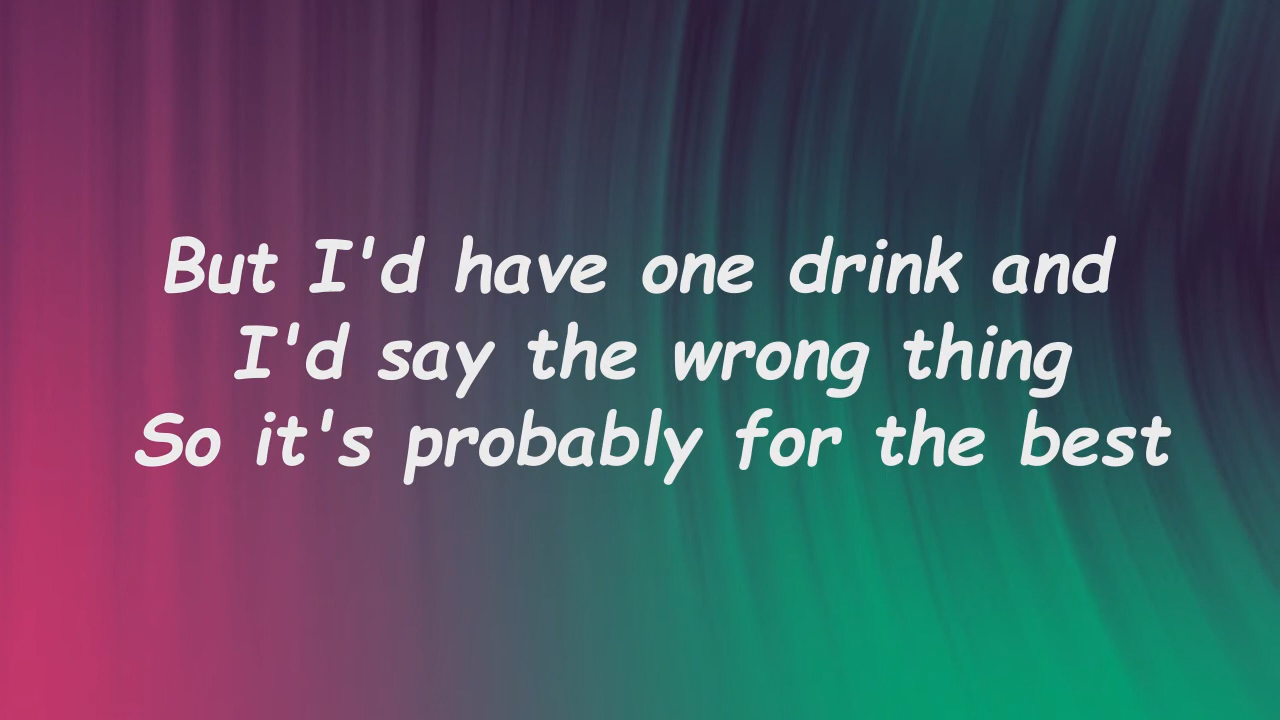 But I'd have one drink and
I'd say the wrong thing
So it's probably for the best